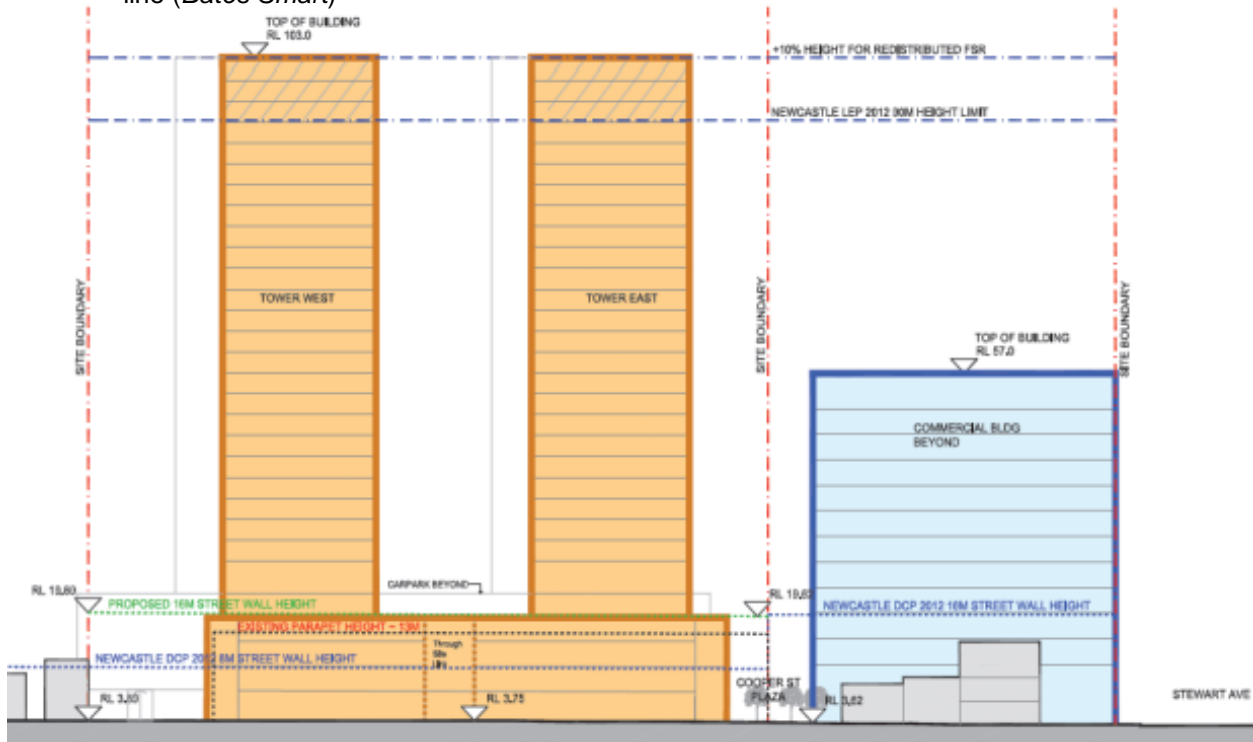 line (Bates Smart)
TOP OF BUILDING
RL 103.0
+10% HEIGHT FOR REDISTRIBUTED FSR
NEWCASTLE LEP 2012 90M HEIGHT LIMIT
SITE BOUNDARY
TOWER WEST
TOWER EAST
SITE BOUNDARY
SITE BOUNDARY
TOP OF BUILDING
RL 57.0
COMMERCIAL BLDG
BEYOND
CARPARK BEYOND
RL 19.60
PROPOSED 16M STREET WALL HEIGHT
RL 19.62
NEWCASTLE DCP 2012 16M STREET WALL HEIGHT
EXISTING PARAPET HEIGHT ~ 13M
Through
Site
Link
NEWCASTLE DCP 2012 8M STREET WALL HEIGHT
COOPER ST
PLAZA
RL 3.75
RL 3.62
STEWART AVE